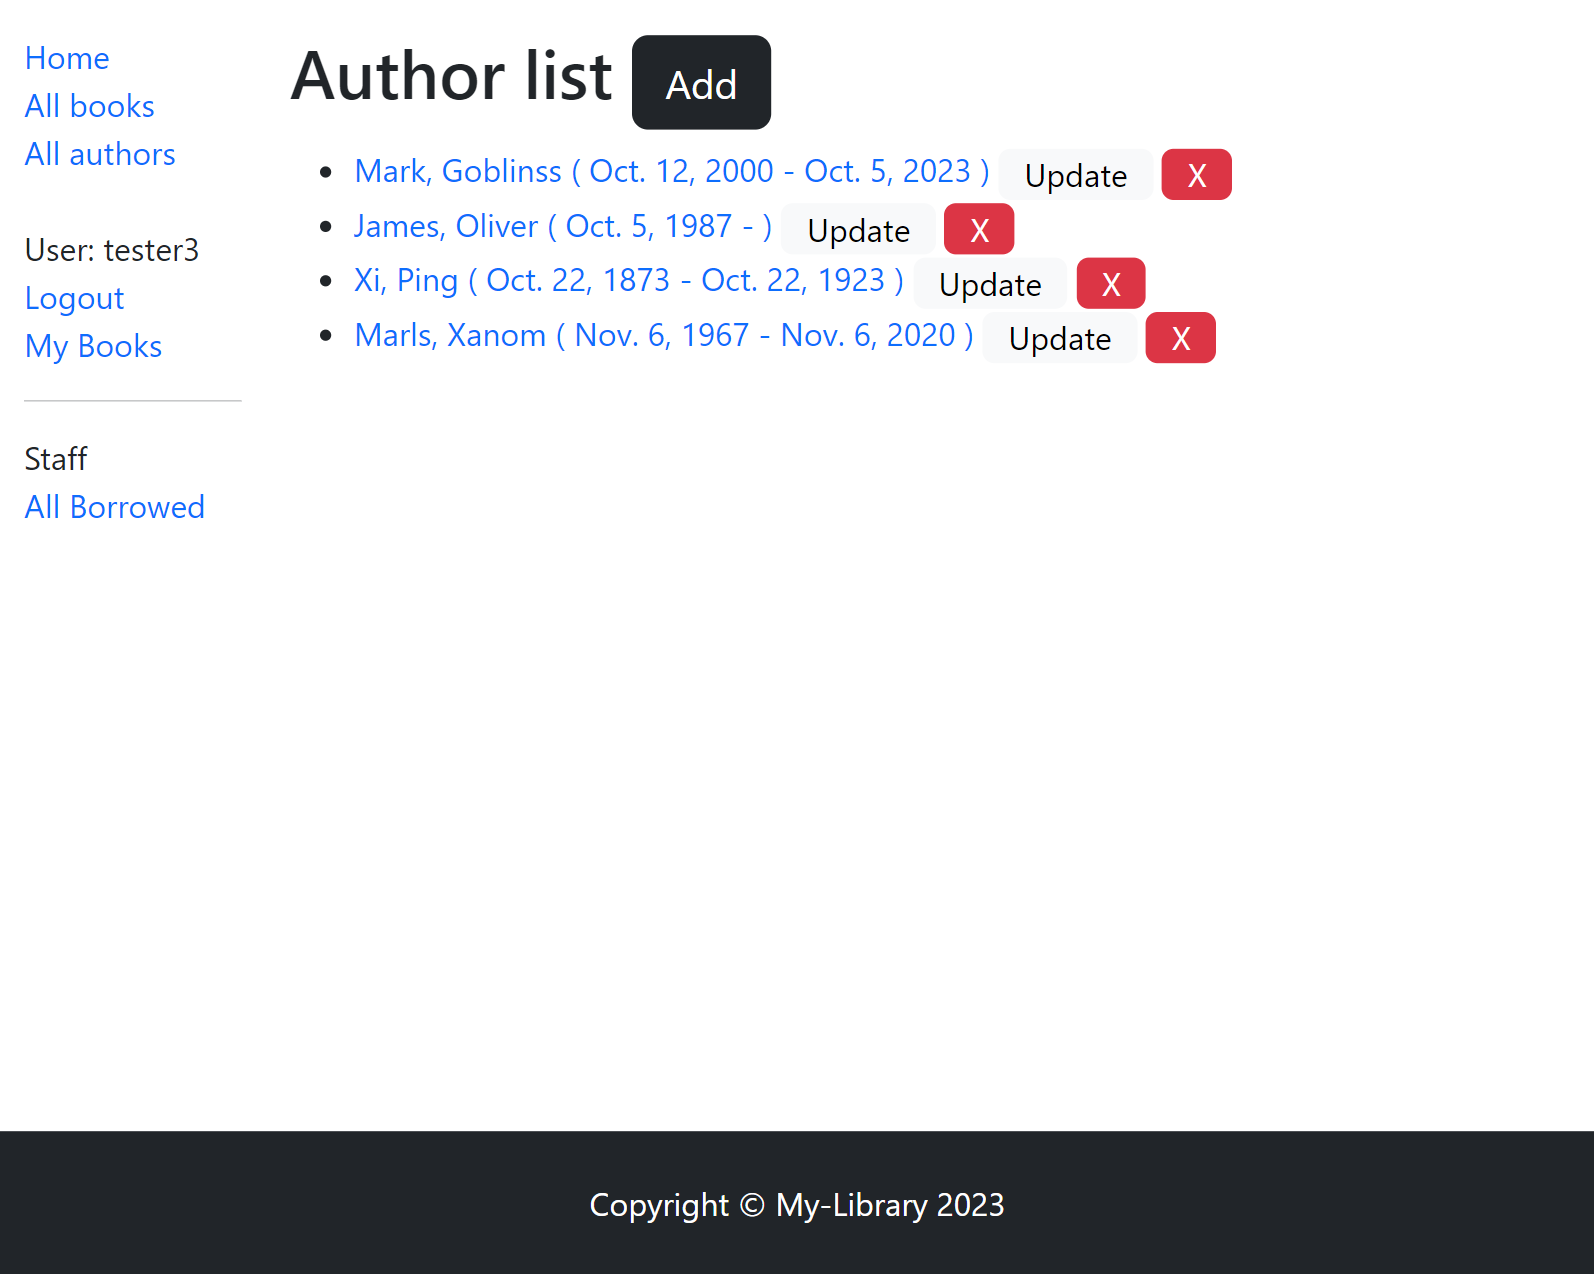 Home
All books
All authors
User: tester3
Logout
My Books
Staff
All Borrowed
Author list Add
Mark, Goblinss ( Oct. 12, 2000 - Oct. 5, 2023 ) Update X
James, Oliver ( Oct. 5, 1987 - ) Update X
Xi, Ping ( Oct. 22, 1873 - Oct. 22, 1923 ) Update X
Marls, Xanom ( Nov. 6, 1967 - Nov. 6, 2020 ) Update X
Copyright © My-Library 2023